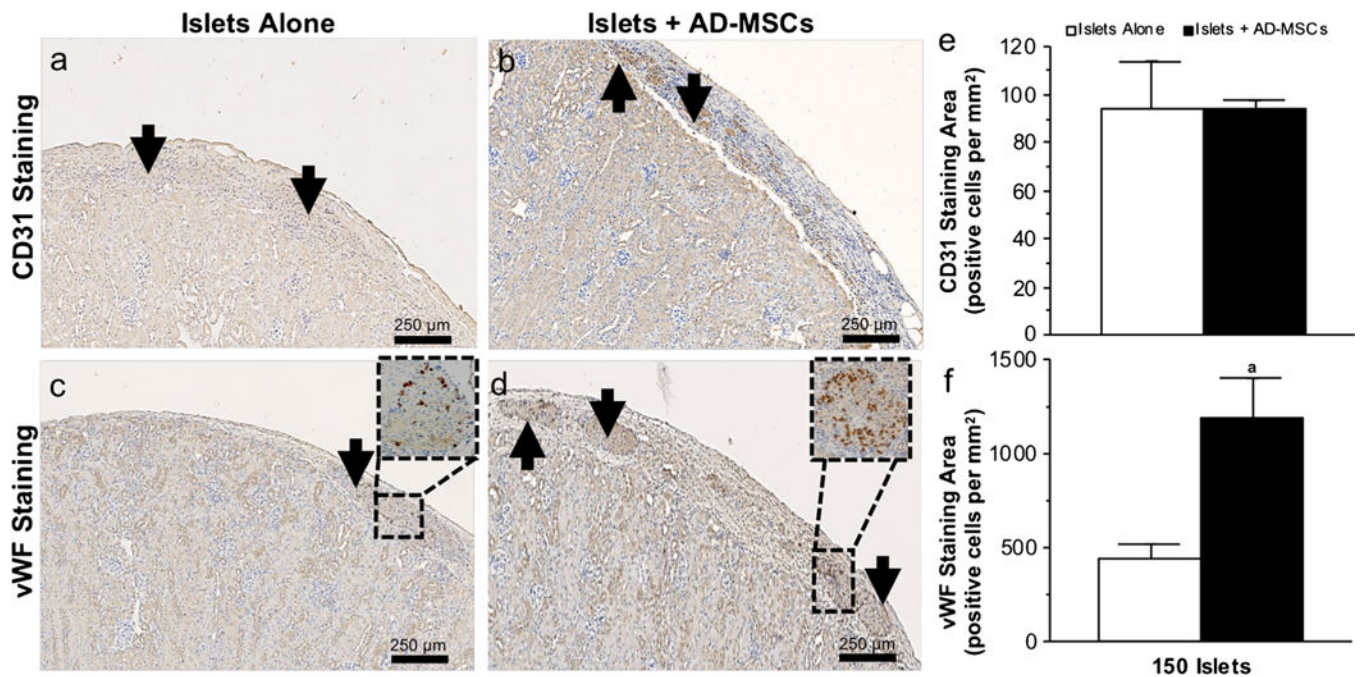 Islets Alone
Islets + AD-MSCs
CD31 Staining
a
250 µm
b
250 µm
vWF Staining
c
250 µm
d
250 µm
e
Islets Alone
Islets + AD-MSCs
CD31 Staining Area
(positive cells per mm²)
120
100
80
60
40
20
0
f
vWF Staining Area
(positive cells per mm²)
1500
1000
500
0
a
150 Islets